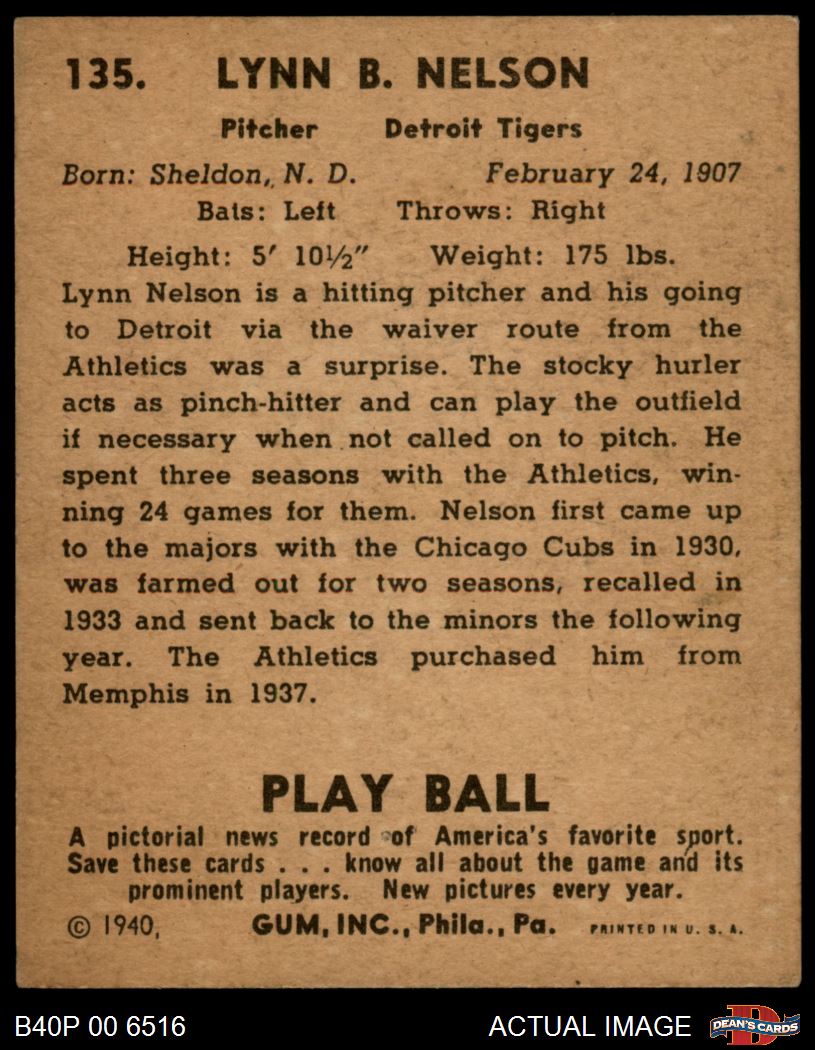 135. LYNN B. NELSON
Pitcher Detroit Tigers
Born: Sheldon, N. D. February 24, 1907
Bats: Left Throws: Right
Height: 5′ 10½″ Weight: 175 lbs.
Lynn Nelson is a hitting pitcher and his going
to Detroit via the waiver route from the
Athletics was a surprise. The stocky hurler
acts as pinch-hitter and can play the outfield
if necessary when not called on to pitch. He
spent three seasons with the Athletics, win-
ning 24 games for them. Nelson first came up
to the majors with the Chicago Cubs in 1930,
was farmed out for two seasons, recalled in
1933 and sent back to the minors the following
year. The Athletics purchased him from
Memphis in 1937.
PLAY BALL
A pictorial news record of America's favorite sport.
Save these cards . . . know all about the game and its
prominent players. New pictures every year.
© 1940, GUM, INC., Phila., Pa. PRINTED IN U. S. A.
B40P 00 6516 ACTUAL IMAGE D DEAN'S CARDS